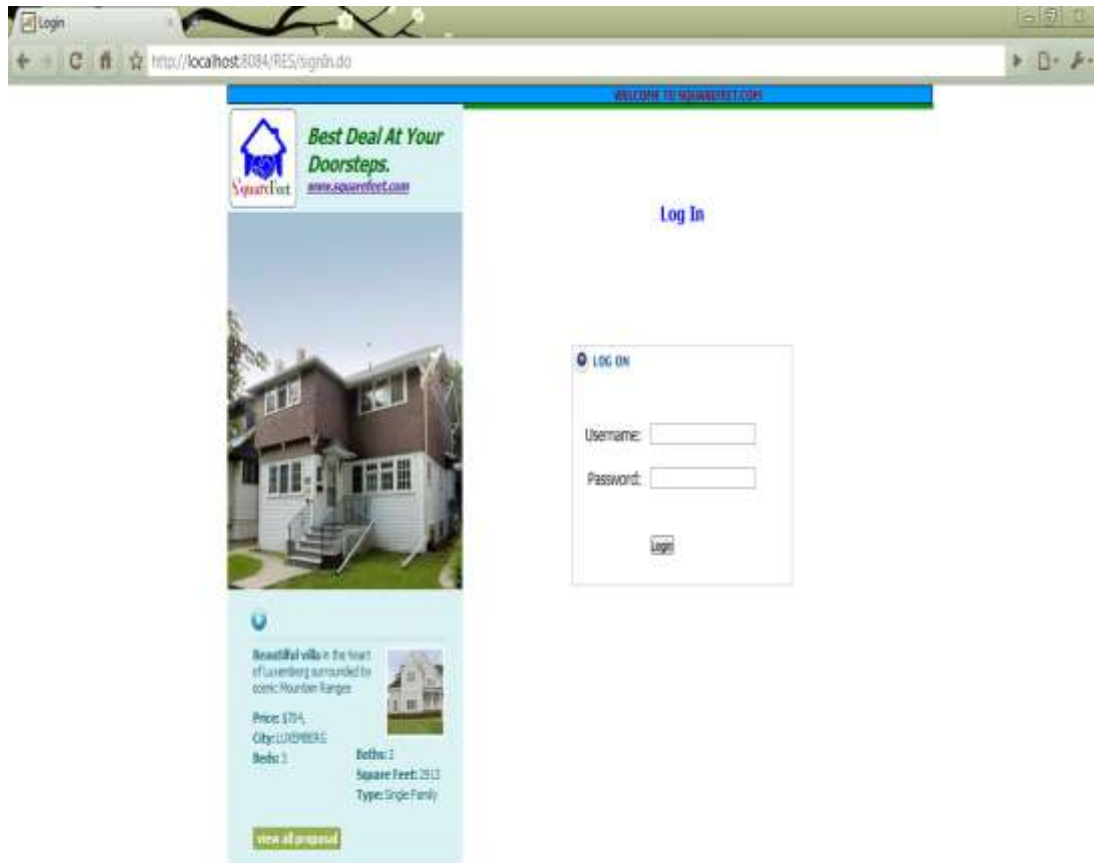 Login
http://localhost:8084/RES/signIn.do
WELCOME TO SQUAREFEET.COM
Best Deal At Your
Doorsteps.
www.squarefeet.com
SquareFeet
Log In
LOG ON
Username:
Password:
Login
Beautiful villa in the heart
of Luxemberg surrounded by
scenic Mountain Ranges
Price: $704,
City: LUXEMBERG
Beds: 3
Baths:
Square Feet: 2913
Type: Single Family
view all proposal